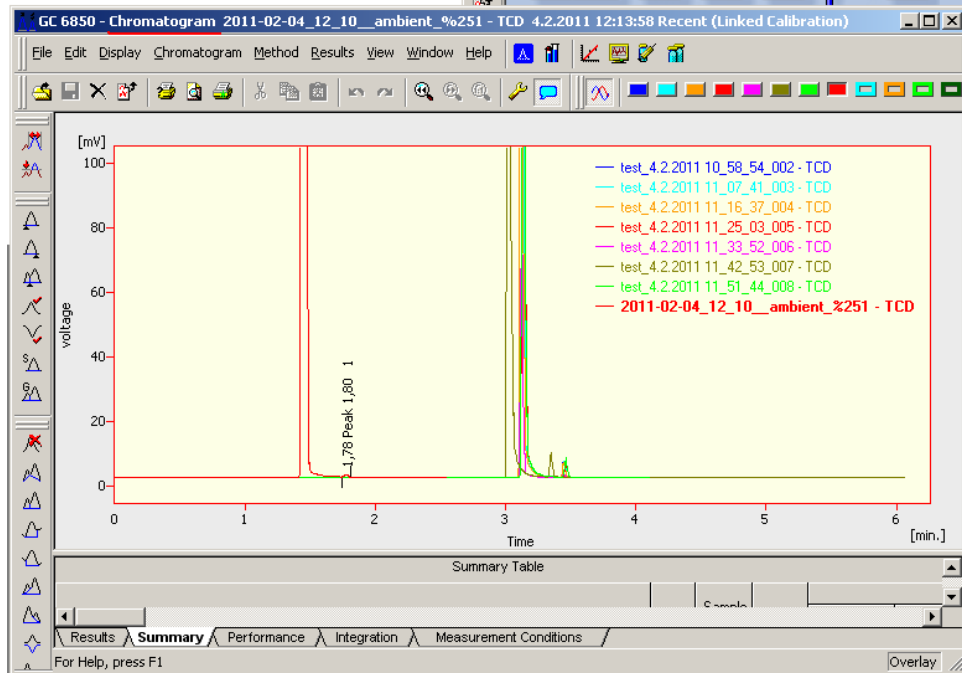 GC 6850 - Chromatogram 2011-02-04_12_10__ambient_%251 - TCD 4.2.2011 12:13:58 Recent (Linked Calibration)
File Edit Display Chromatogram Method Results View Window Help
[mV]
100
80
60
40
20
0
voltage
1,78 Peak 1,80 1
test_4.2.2011 10_58_54_002 - TCD
test_4.2.2011 11_07_41_003 - TCD
test_4.2.2011 11_16_37_004 - TCD
test_4.2.2011 11_25_03_005 - TCD
test_4.2.2011 11_33_52_006 - TCD
test_4.2.2011 11_42_53_007 - TCD
test_4.2.2011 11_51_44_008 - TCD
2011-02-04_12_10__ambient_%251 - TCD
0 1 2 3 4 5 6
Time [min.]
Summary Table
Sample
Results Summary Performance Integration Measurement Conditions
For Help, press F1 Overlay